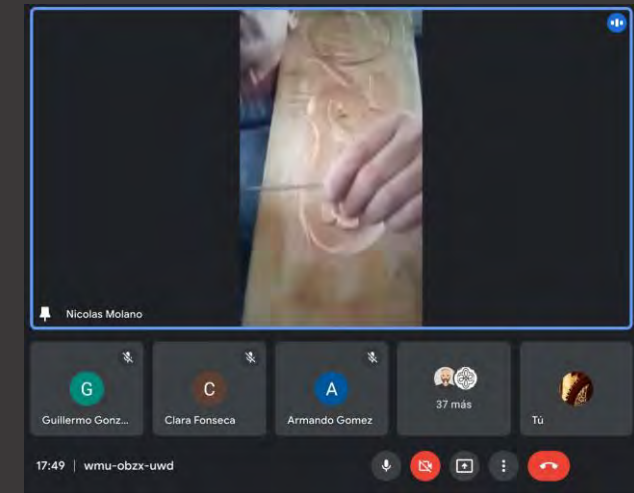 Nicolas Molano
G
C
A
37 más
Guillermo Gonz...
Clara Fonseca
Armando Gomez
Tú
17:49 | wmu-obzx-uwd